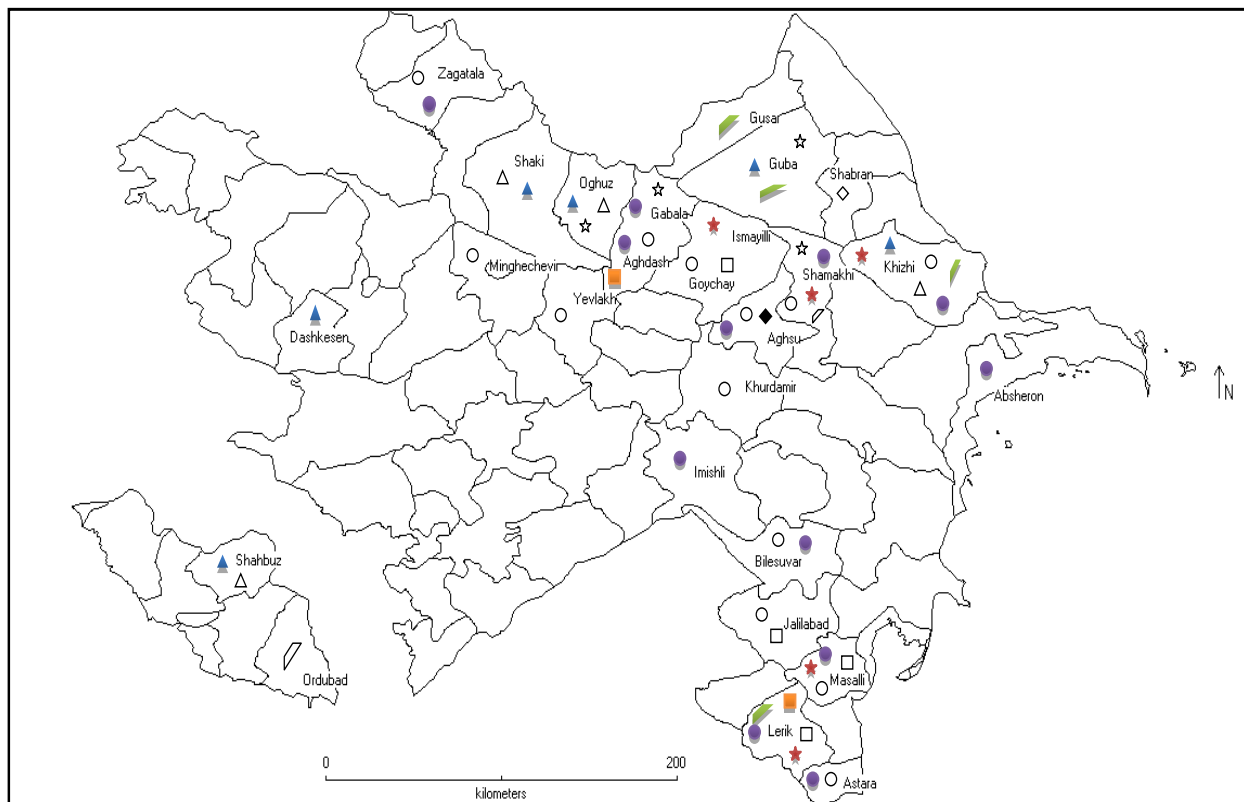 Zagatala
Gusar
Shaki
Guba
Oghuz
Shabran
Gabala
Ismayilli
Minghechevir
Aghdash
Goychay
Shamakhi
Khizhi
Yevlakh
Dashkesen
Aghsu
Khurdamir
Absheron
N
Imishli
Shahbuz
Bilesuvar
Jalilabad
Ordubad
Masalli
Lerik
Astara
0 200
kilometers